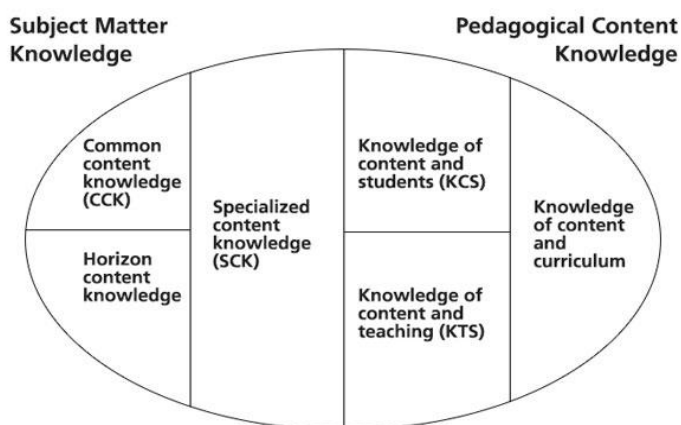 Subject Matter
Knowledge
Pedagogical Content
Knowledge
Common
content
knowledge
(CCK)
Horizon
content
knowledge
Specialized
content
knowledge
(SCK)
Knowledge of
content and
students (KCS)
Knowledge of
content and
teaching (KTS)
Knowledge
of content
and
curriculum